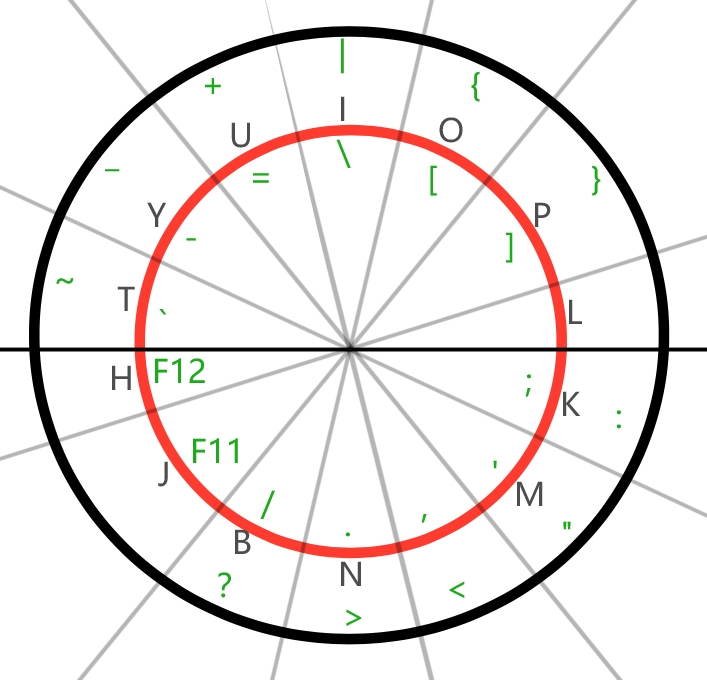 |
+ {
I
U O
\
_ = [ }
Y P
- ]
~ T ` L
H F12 ; K :
F11 '
J M
/ , "
B .
N
? > <